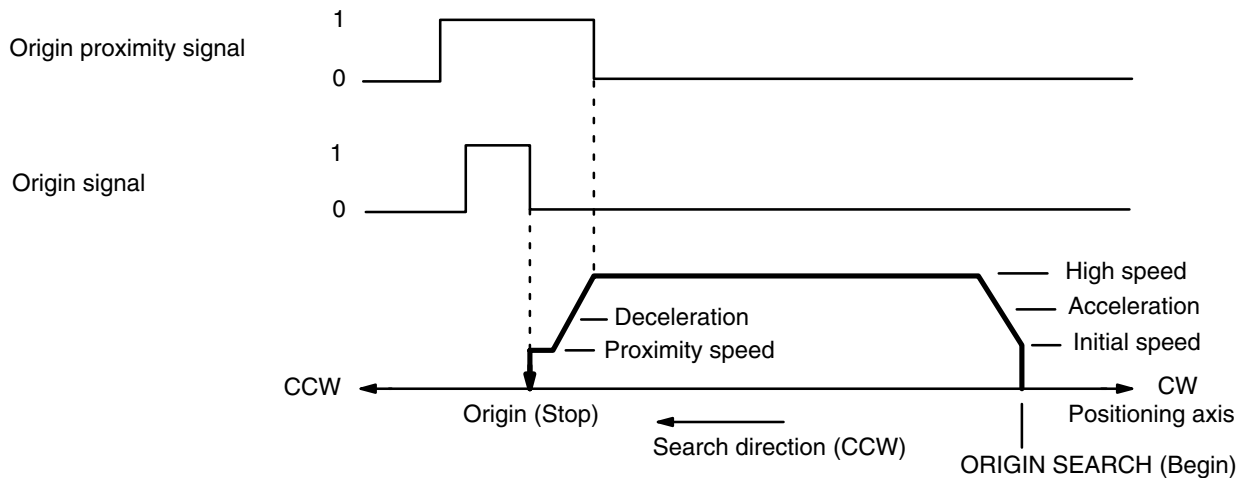 1
Origin proximity signal
0
1
Origin signal
0
High speed
Acceleration
Deceleration
Initial speed
Proximity speed
CCW
CW
Origin (Stop)
Positioning axis
Search direction (CCW)
ORIGIN SEARCH (Begin)